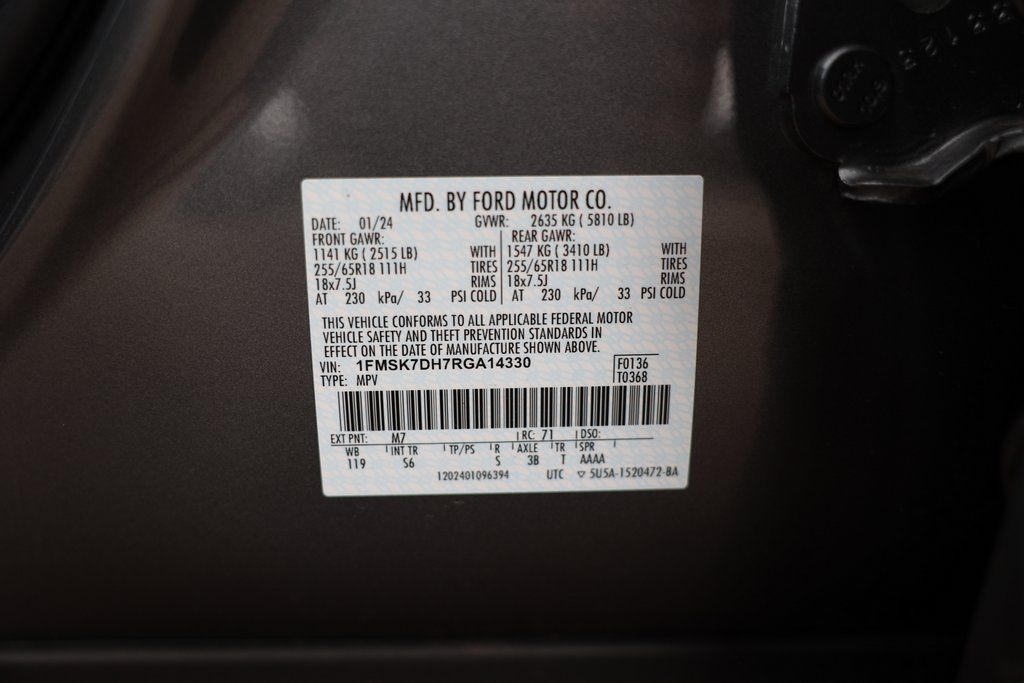 MFD. BY FORD MOTOR CO.
DATE: 01/24 GVWR: 2635 KG ( 5810 LB)
FRONT GAWR: REAR GAWR:
1141 KG ( 2515 LB) WITH 1547 KG ( 3410 LB) WITH
255/65R18 111H TIRES 255/65R18 111H TIRES
18x7.5J RIMS 18x7.5J RIMS
AT 230 kPa/ 33 PSI COLD AT 230 kPa/ 33 PSI COLD
THIS VEHICLE CONFORMS TO ALL APPLICABLE FEDERAL MOTOR
VEHICLE SAFETY AND THEFT PREVENTION STANDARDS IN
EFFECT ON THE DATE OF MANUFACTURE SHOWN ABOVE.
VIN: 1FMSK7DH7RGA14330 F0136
TYPE: MPV T0368
EXT PNT: M7 RC: 71 DSO:
WB INT TR TP/PS R AXLE TR SPR
119 S6 S 3B T AAAA
1202401096394 UTC ▽ 5U5A-1520472-BA